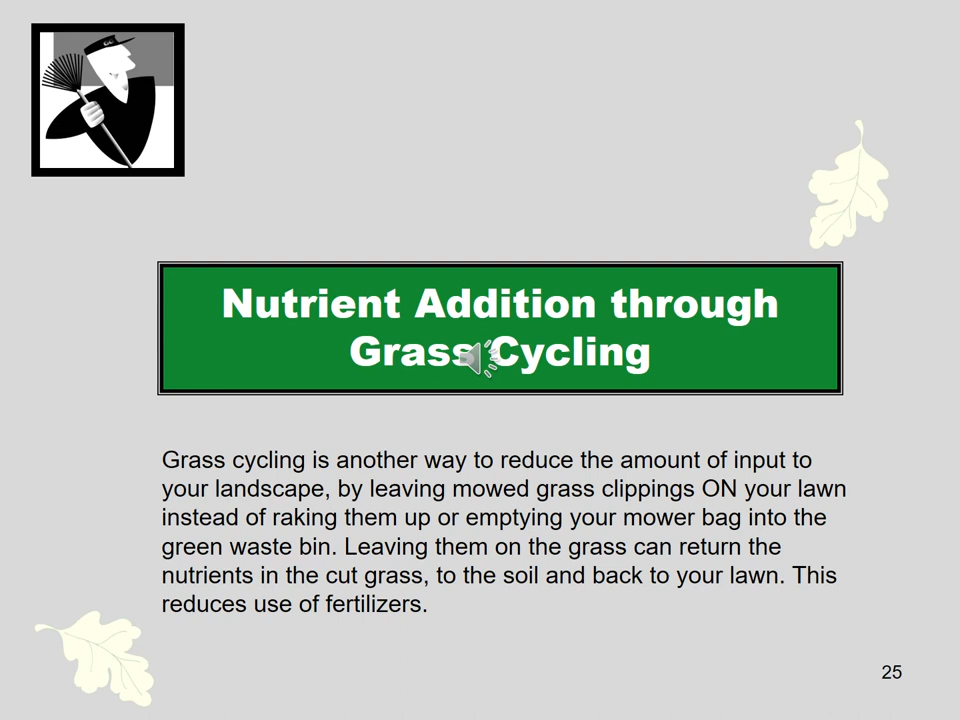 Nutrient Addition through
Grass Cycling
Grass cycling is another way to reduce the amount of input to
your landscape, by leaving mowed grass clippings ON your lawn
instead of raking them up or emptying your mower bag into the
green waste bin. Leaving them on the grass can return the
nutrients in the cut grass, to the soil and back to your lawn. This
reduces use of fertilizers.
25